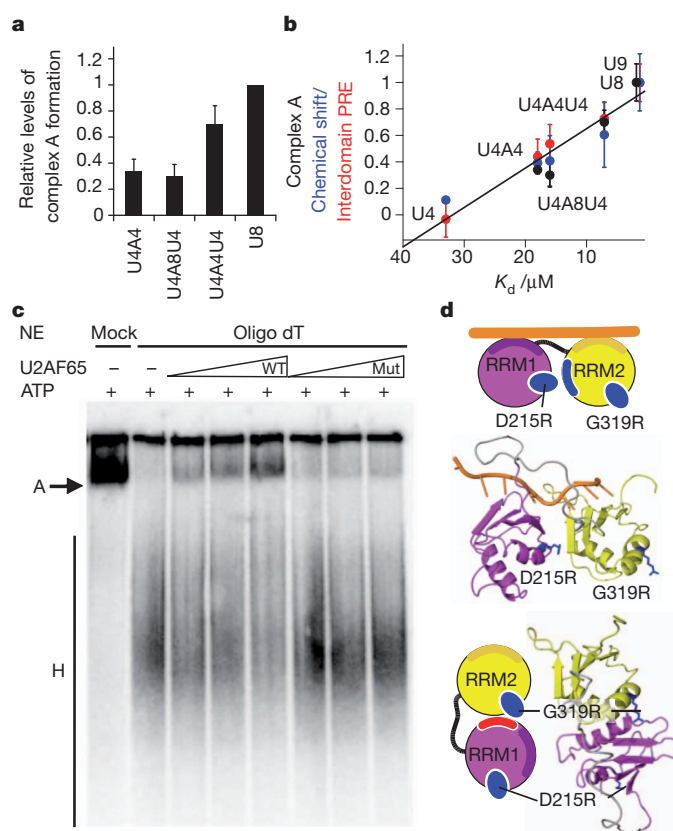 a
Relative levels of
complex A formation
1.2
1
0.8
0.6
0.4
0.2
0
U4A4
U4A8U4
U4A4U4
U8
b
Complex A
Chemical shift/
Interdomain PRE
1.2
1.0
0.8
0.6
0.4
0.2
0
U9
U8
U4A4U4
U4A4
U4A8U4
U4
40 30 20 10
Kd /μM
c
NE Mock Oligo dT
U2AF65 – – WT Mut
ATP + + + + + + + +
A
H
d
RRM1 RRM2
D215R G319R
D215R G319R
RRM2
G319R
RRM1
D215R